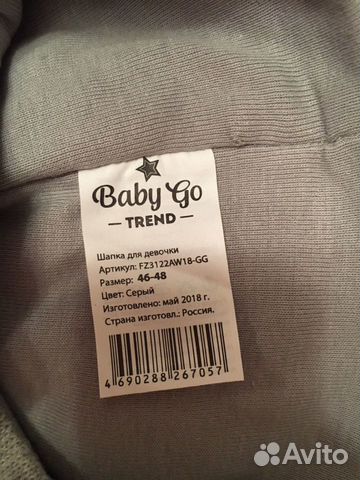 Baby Go
TREND
Шапка для девочки
Артикул: FZ3122AW18-GG
Размер: 46-48
Цвет: Серый
Изготовлено: май 2018 г.
Страна изготовл.: Россия.
4 690288 267057
Avito